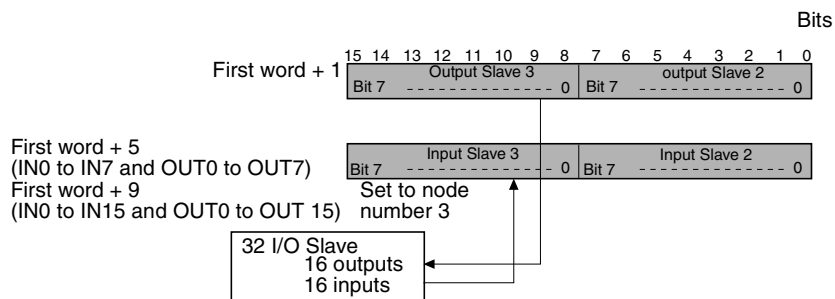 Bits
15 14 13 12 11 10 9 8 7 6 5 4 3 2 1 0
First word + 1
Output Slave 3 output Slave 2
Bit 7 - - - - - - - - - - - - - - - 0 Bit 7 - - - - - - - - - - - - - - - 0
First word + 5
(IN0 to IN7 and OUT0 to OUT7)
Input Slave 3 Input Slave 2
Bit 7 - - - - - - - - - - - - - - - 0 Bit 7 - - - - - - - - - - - - - - - 0
First word + 9
(IN0 to IN15 and OUT0 to OUT 15)
Set to node
number 3
32 I/O Slave
16 outputs
16 inputs